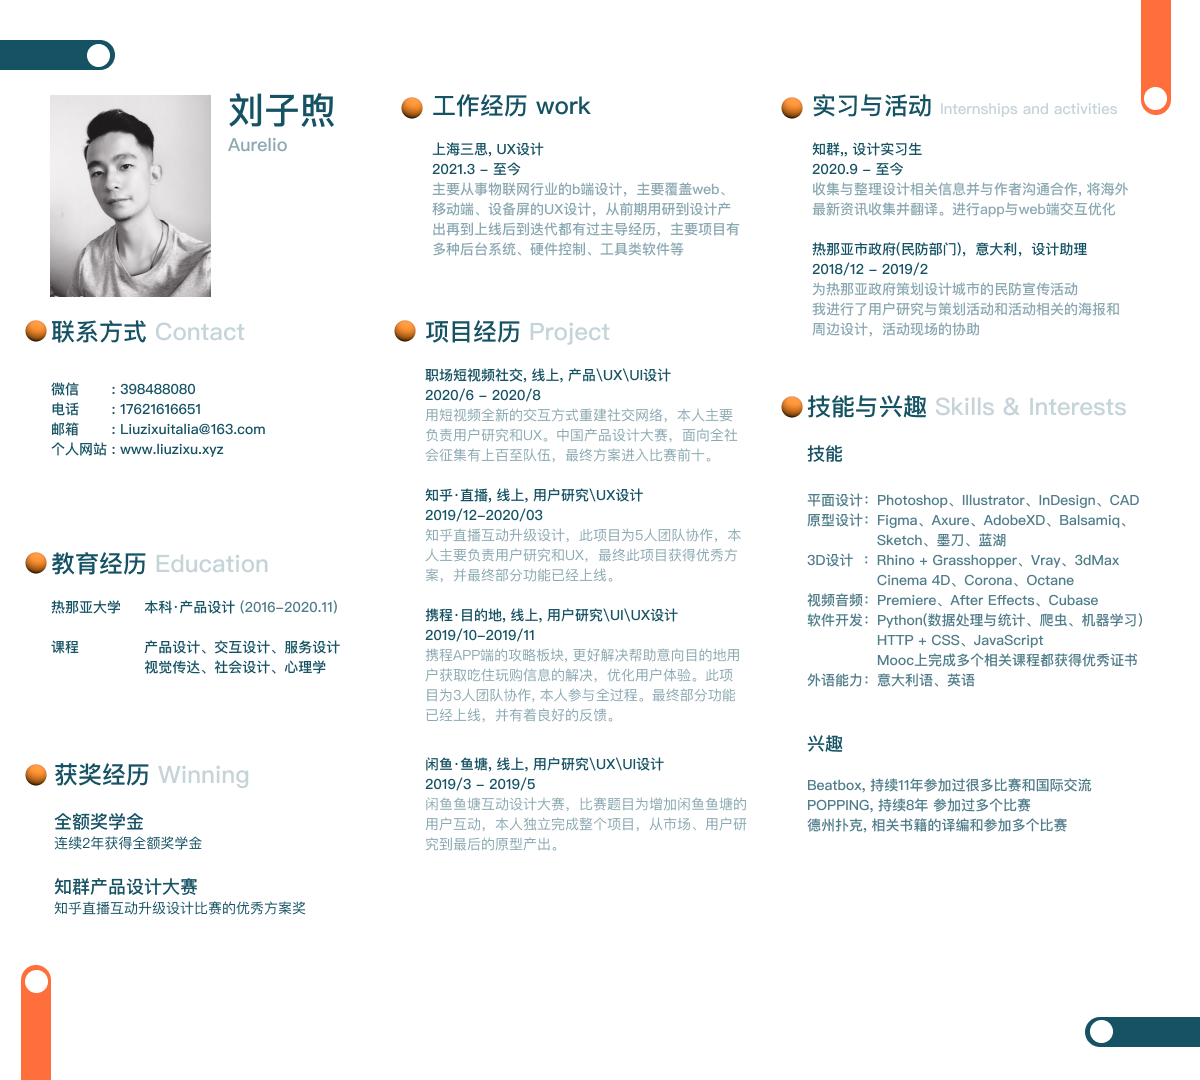 刘子煦
Aurelio
联系方式 Contact
微信 : 398488080
电话 : 17621616651
邮箱 : Liuzixuitalia@163.com
个人网站 : www.liuzixu.xyz
教育经历 Education
热那亚大学 本科·产品设计 (2016-2020.11)
课程 产品设计、交互设计、服务设计
视觉传达、社会设计、心理学
获奖经历 Winning
全额奖学金
连续2年获得全额奖学金
知群产品设计大赛
知乎直播互动升级设计比赛的优秀方案奖
工作经历 work
上海三思, UX设计
2021.3 - 至今
主要从事物联网行业的b端设计，主要覆盖web、
移动端、设备屏的UX设计，从前期用研到设计产
出再到上线后到迭代都有过主导经历，主要项目有
多种后台系统、硬件控制、工具类软件等
项目经历 Project
职场短视频社交, 线上, 产品\UX\UI设计
2020/6 - 2020/8
用短视频全新的交互方式重建社交网络，本人主要
负责用户研究和UX。中国产品设计大赛，面向全社
会征集有上百至队伍，最终方案进入比赛前十。
知乎·直播, 线上, 用户研究\UX设计
2019/12-2020/03
知乎直播互动升级设计，此项目为5人团队协作，本
人主要负责用户研究和UX，最终此项目获得优秀方
案，并最终部分功能已经上线。
携程·目的地, 线上, 用户研究\UI\UX设计
2019/10-2019/11
携程APP端的攻略板块, 更好解决帮助意向目的地用
户获取吃住玩购信息的解决，优化用户体验。此项
目为3人团队协作, 本人参与全过程。最终部分功能
已经上线，并有着良好的反馈。
闲鱼·鱼塘, 线上, 用户研究\UX\UI设计
2019/3 - 2019/5
闲鱼鱼塘互动设计大赛，比赛题目为增加闲鱼鱼塘的
用户互动，本人独立完成整个项目，从市场、用户研
究到最后的原型产出。
实习与活动 Internships and activities
知群,, 设计实习生
2020.9 - 至今
收集与整理设计相关信息并与作者沟通合作, 将海外
最新资讯收集并翻译。进行app与web端交互优化
热那亚市政府(民防部门)，意大利，设计助理
2018/12 - 2019/2
为热那亚政府策划设计城市的民防宣传活动
我进行了用户研究与策划活动和活动相关的海报和
周边设计，活动现场的协助
技能与兴趣 Skills & Interests
技能
平面设计： Photoshop、Illustrator、InDesign、CAD
原型设计： Figma、Axure、AdobeXD、Balsamiq、
Sketch、墨刀、蓝湖
3D设计 ： Rhino + Grasshopper、Vray、3dMax
Cinema 4D、Corona、Octane
视频音频： Premiere、After Effects、Cubase
软件开发： Python(数据处理与统计、爬虫、机器学习)
HTTP + CSS、JavaScript
Mooc上完成多个相关课程都获得优秀证书
外语能力： 意大利语、英语
兴趣
Beatbox, 持续11年参加过很多比赛和国际交流
POPPING, 持续8年 参加过多个比赛
德州扑克, 相关书籍的译编和参加多个比赛